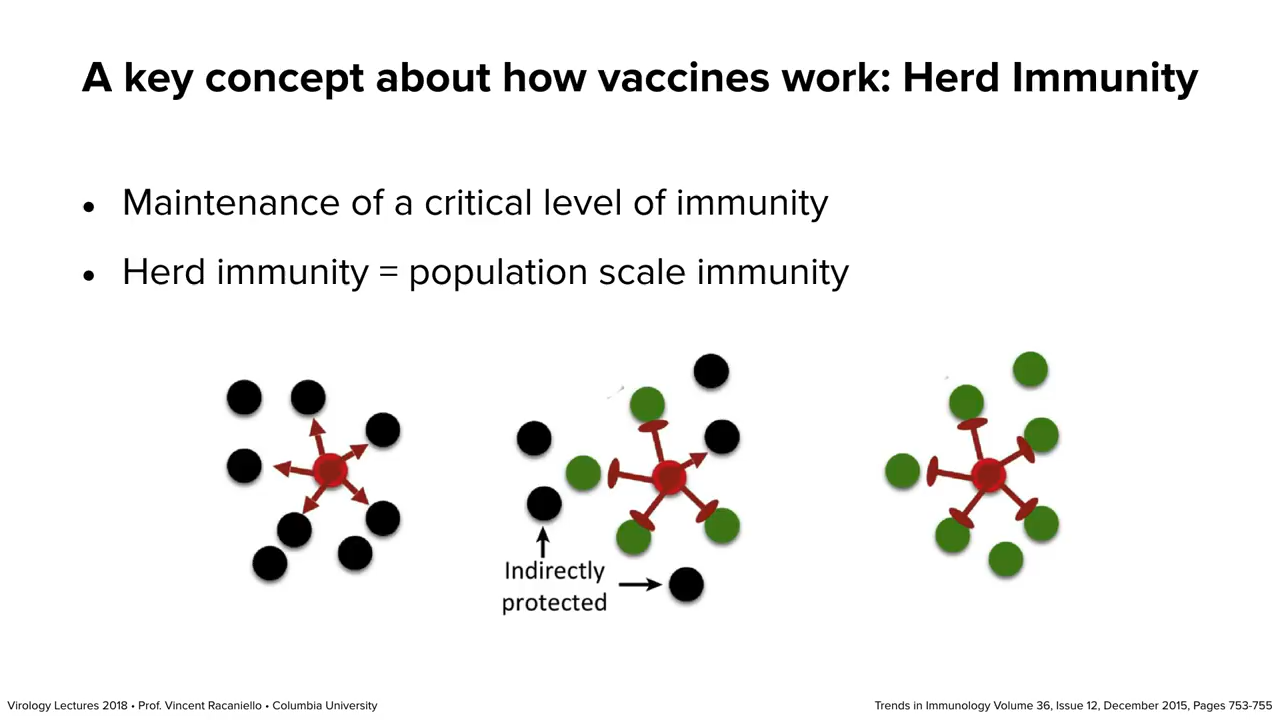 A key concept about how vaccines work: Herd Immunity
• Maintenance of a critical level of immunity
• Herd immunity = population scale immunity
Indirectly
protected
Virology Lectures 2018 • Prof. Vincent Racaniello • Columbia University
Trends in Immunology Volume 36, Issue 12, December 2015, Pages 753-755